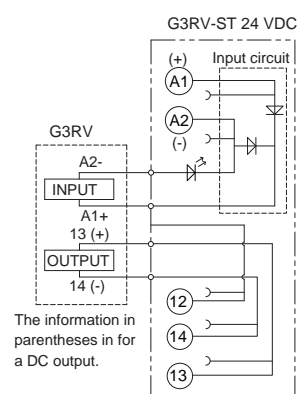 G3RV-ST 24 VDC
(+)
Input circuit
A1
A2
(-)
G3RV
A2-
INPUT
A1+
13 (+)
OUTPUT
14 (-)
12
14
13
The information in
parentheses in for
a DC output.